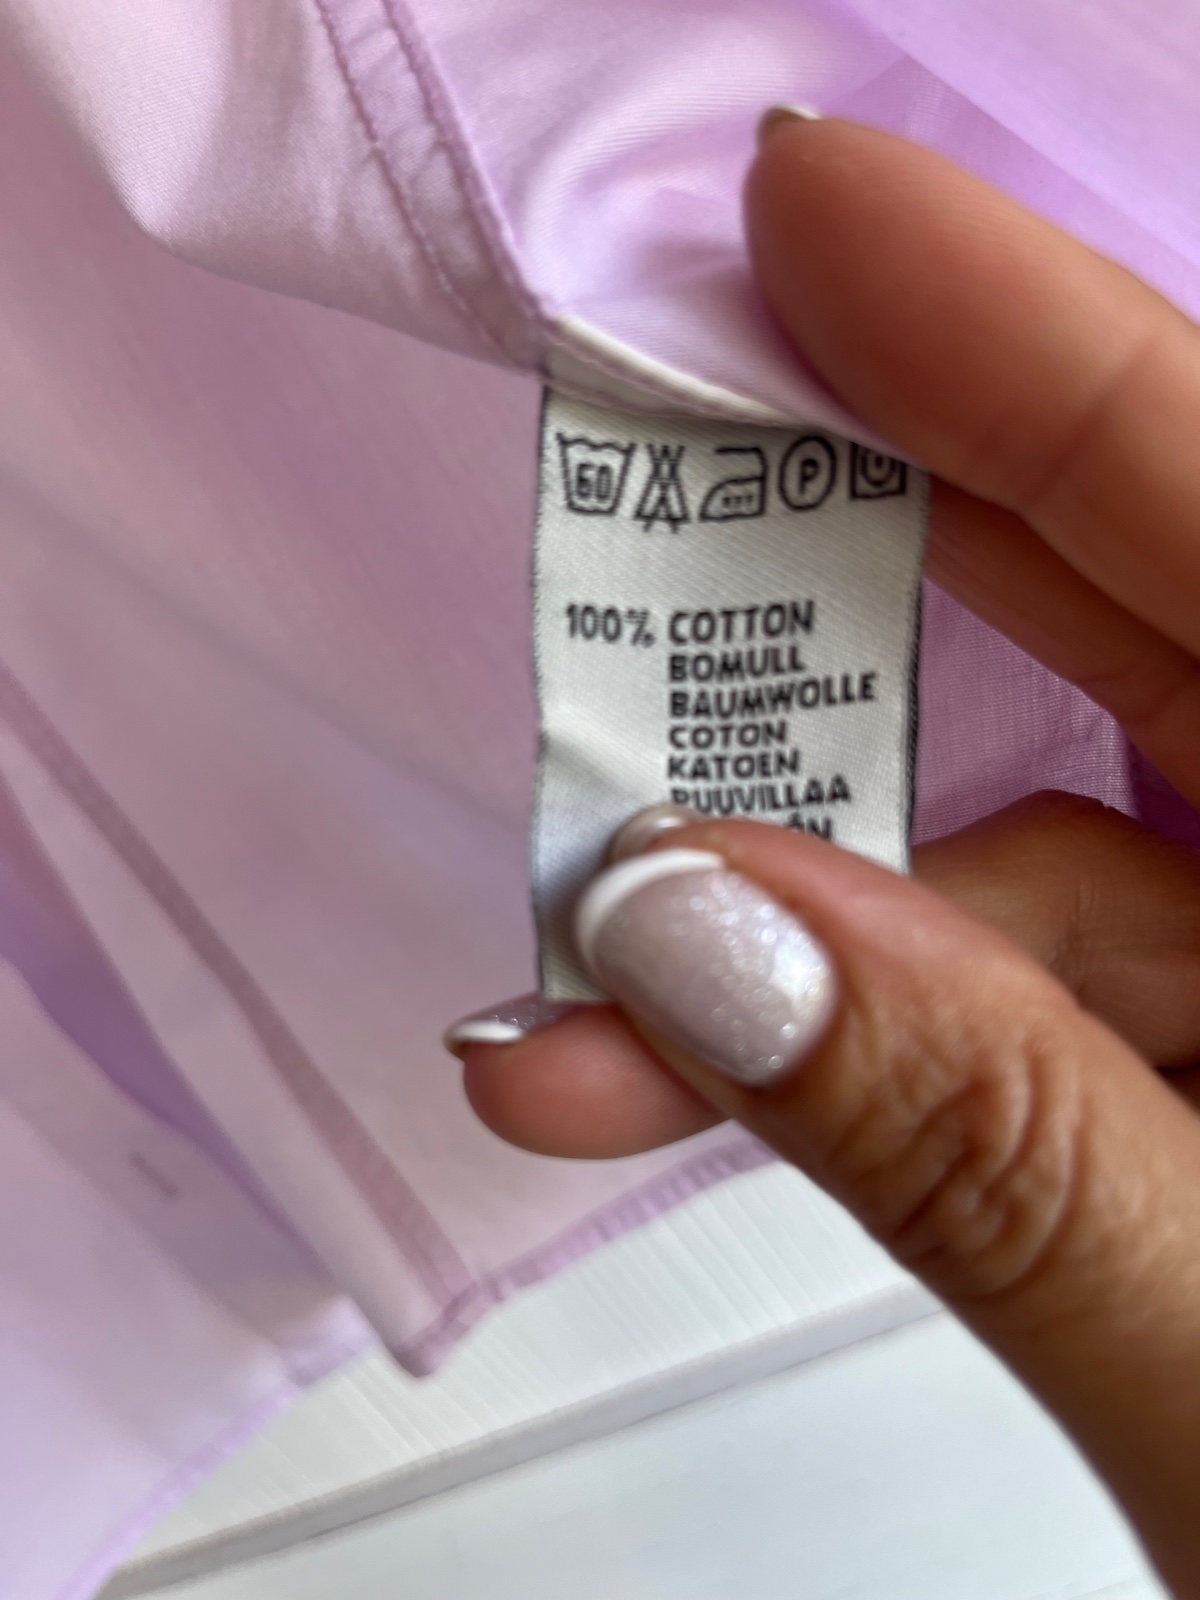 60 P
100% COTTON
BOMULL
BAUMWOLLE
COTON
KATOEN
PUUVILLAA